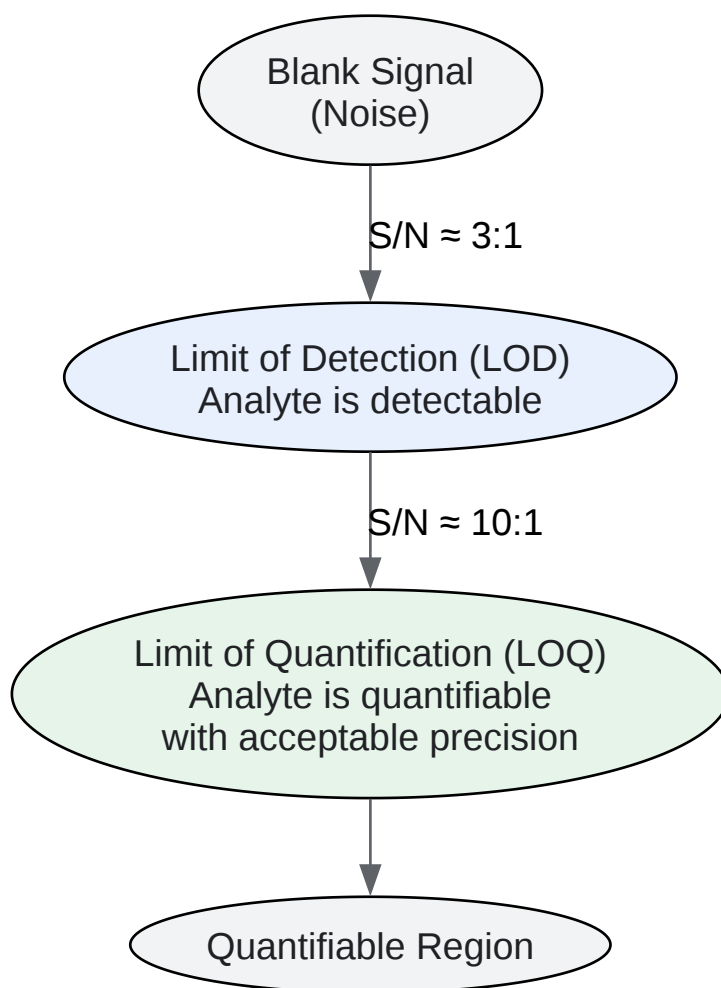 Blank Signal
(Noise)
S/N ≈ 3:1
Limit of Detection (LOD)
Analyte is detectable
S/N ≈ 10:1
Limit of Quantification (LOQ)
Analyte is quantifiable
with acceptable precision
Quantifiable Region